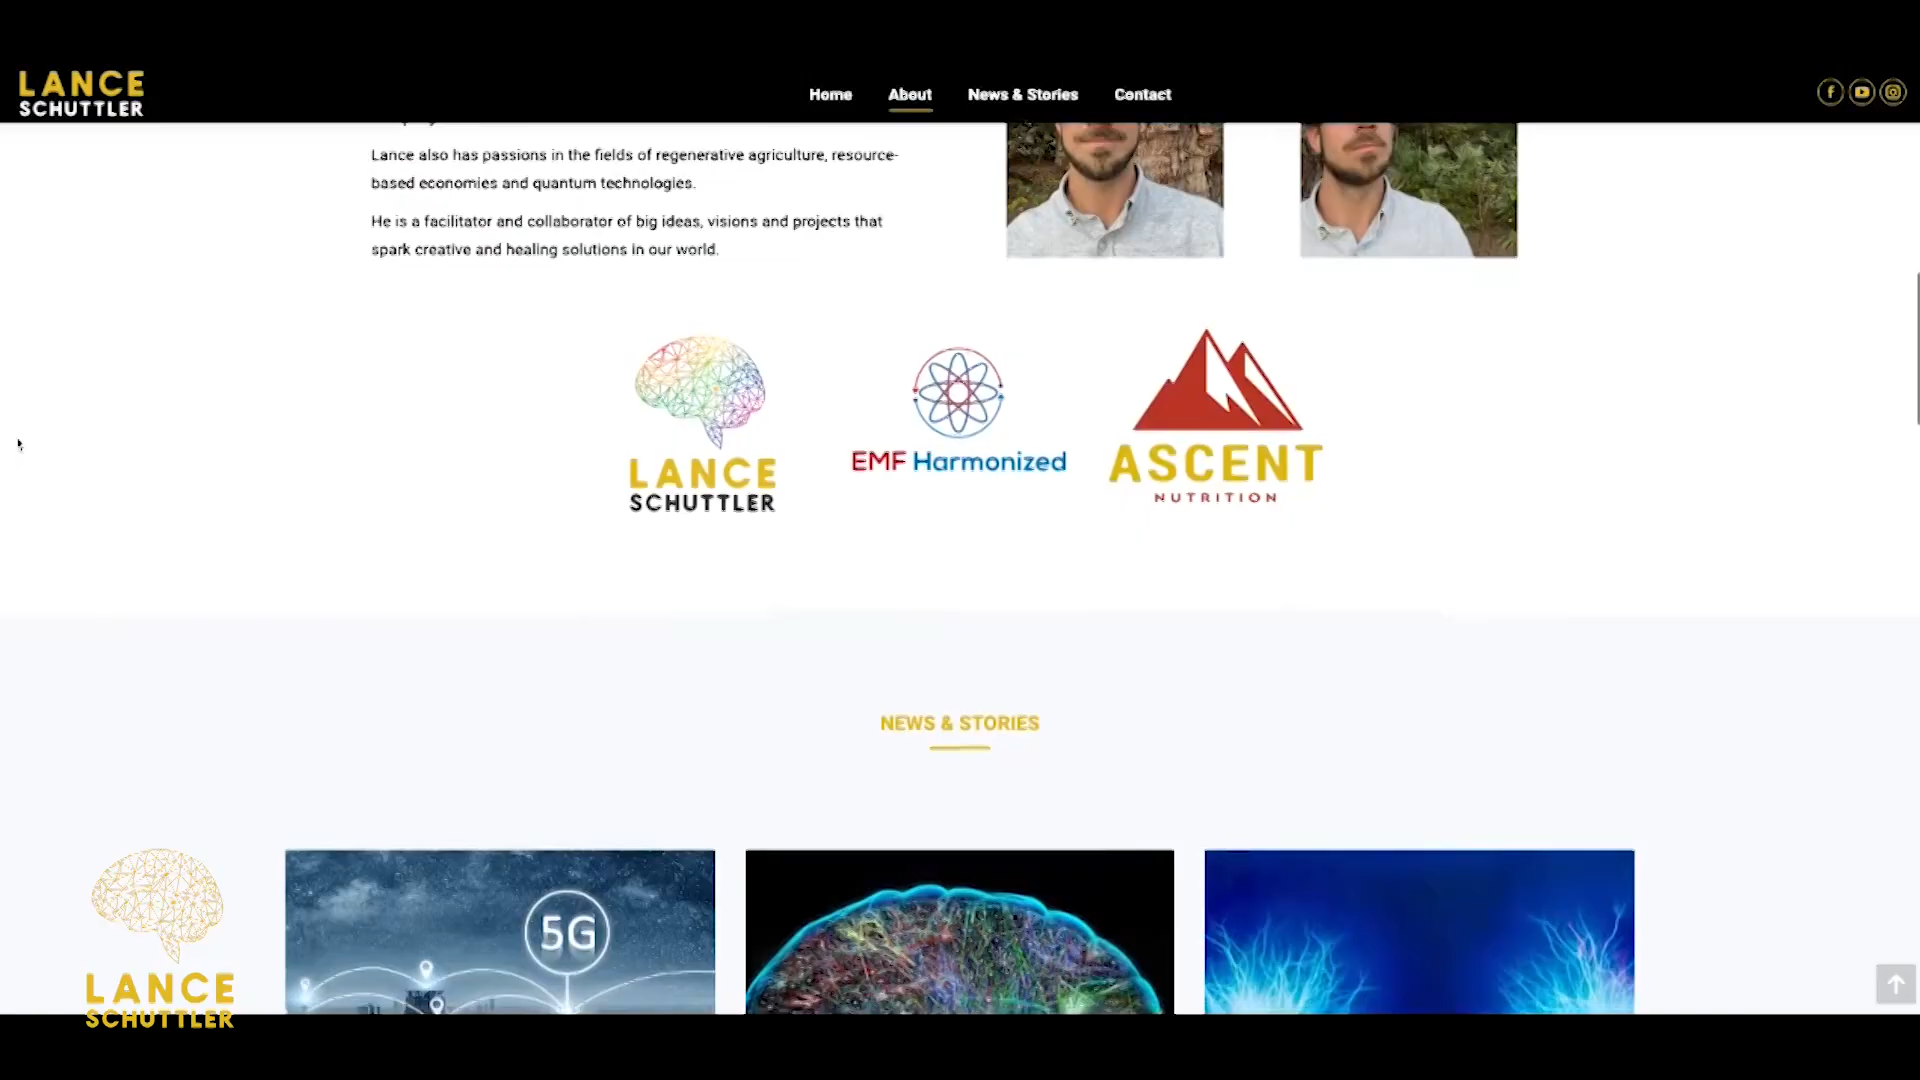 LANCE
SCHUTTLER
Home
About
News & Stories
Contact
Lance also has passions in the fields of regenerative agriculture, resource-
based economies and quantum technologies.
He is a facilitator and collaborator of big ideas, visions and projects that
spark creative and healing solutions in our world.
LANCE
SCHUTTLER
EMF Harmonized
ASCENT
NUTRITION
NEWS & STORIES
5G
LANCE
SCHUTTLER